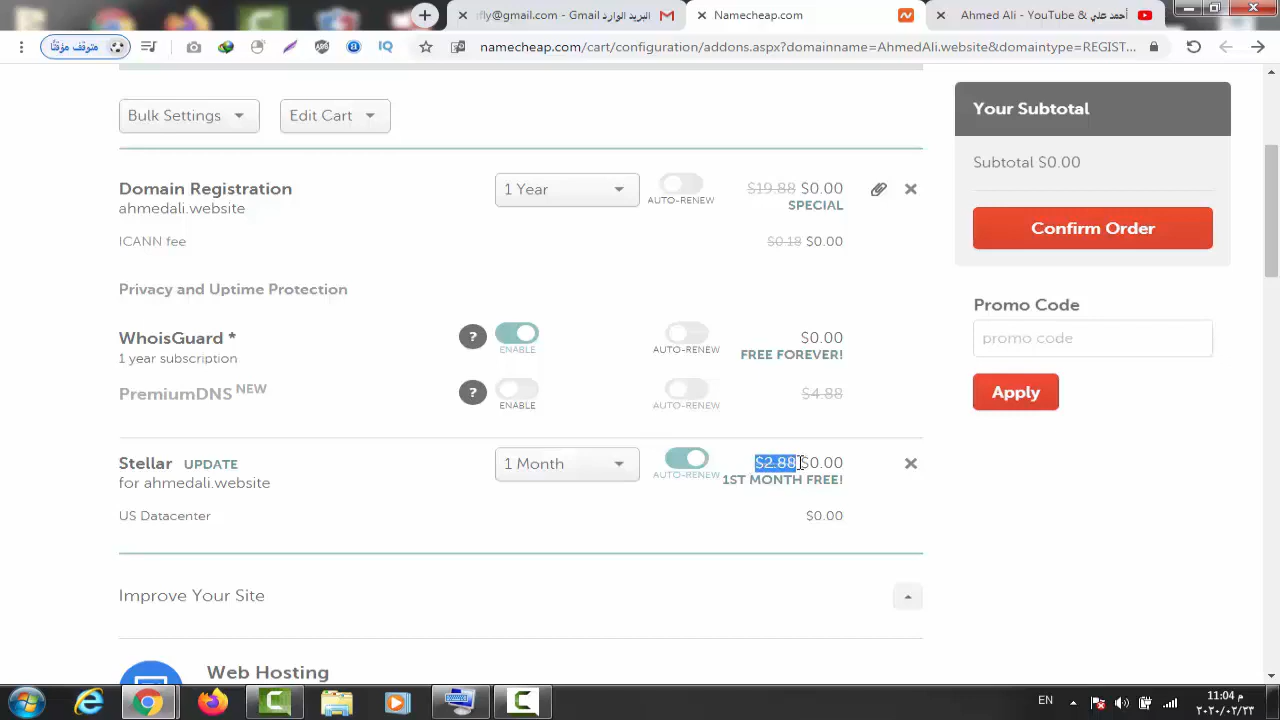 y@gmail.com - Gmail البريد الوارد
Namecheap.com
Ahmed Ali - YouTube & أحمد علي
متوقف مؤقتًا
IQ
namecheap.com/cart/configuration/addons.aspx?domainname=AhmedAli.website&domaintype=REGIST...
Bulk Settings
Edit Cart
Your Subtotal
Subtotal $0.00
Confirm Order
Promo Code
promo code
Apply
Domain Registration
ahmedali.website
1 Year
AUTO-RENEW
$19.88 $0.00
SPECIAL
ICANN fee
$0.18 $0.00
Privacy and Uptime Protection
WhoisGuard *
1 year subscription
?
ENABLE
AUTO-RENEW
$0.00
FREE FOREVER!
PremiumDNS NEW
?
ENABLE
AUTO-RENEW
$4.88
Stellar UPDATE
for ahmedali.website
1 Month
AUTO-RENEW
$2.88 $0.00
1ST MONTH FREE!
US Datacenter
$0.00
Improve Your Site
Web Hosting
EN
11:04 م
٢٠٢٠/٠٢/٢٣